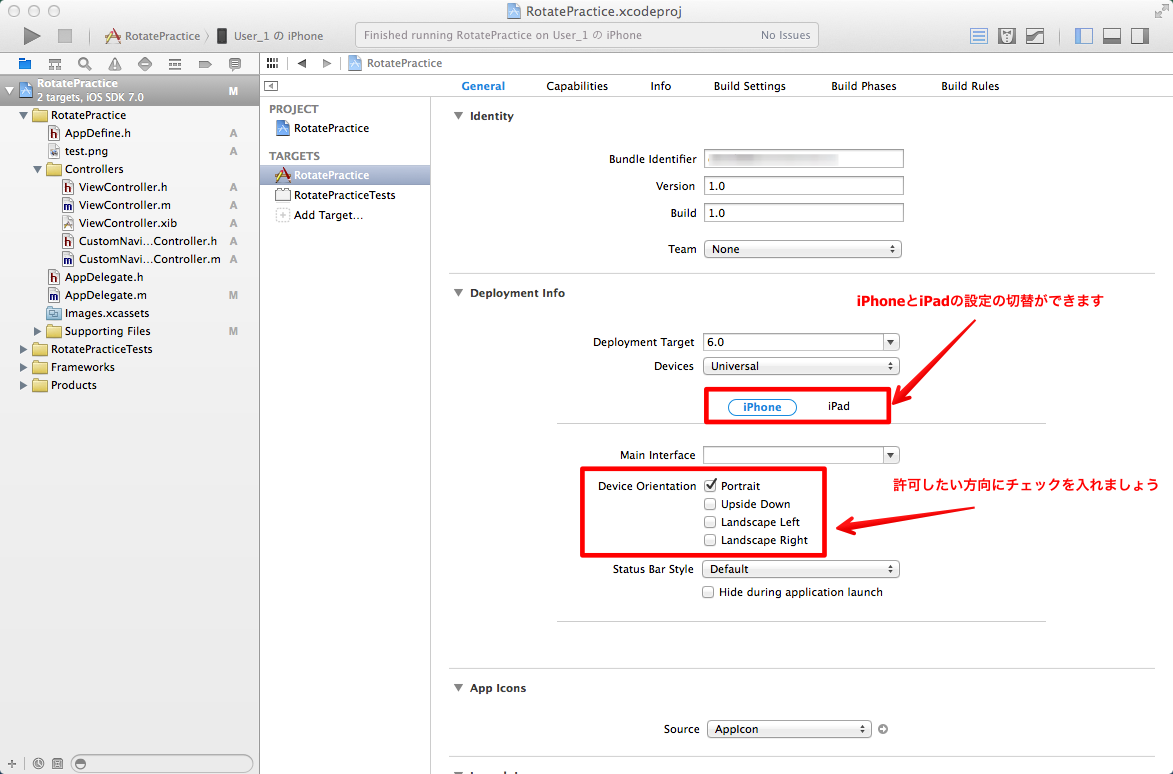 RotatePractice.xcodeproj
RotatePractice
User_1 の iPhone
Finished running RotatePractice on User_1 の iPhone
No Issues
RotatePractice
RotatePractice
2 targets, iOS SDK 7.0
M
RotatePractice
AppDefine.h
A
test.png
A
Controllers
ViewController.h
A
ViewController.m
A
ViewController.xib
A
CustomNavi...Controller.h
A
CustomNavi...Controller.m
A
AppDelegate.h
AppDelegate.m
M
Images.xcassets
Supporting Files
M
RotatePracticeTests
Frameworks
Products
PROJECT
RotatePractice
TARGETS
RotatePractice
RotatePracticeTests
Add Target...
General
Capabilities
Info
Build Settings
Build Phases
Build Rules
Identity
Bundle Identifier
Version
1.0
Build
1.0
Team
None
Deployment Info
iPhoneとiPadの設定の切替ができます
Deployment Target
6.0
Devices
Universal
iPhone
iPad
Main Interface
Device Orientation
Portrait
許可したい方向にチェックを入れましょう
Upside Down
Landscape Left
Landscape Right
Status Bar Style
Default
Hide during application launch
App Icons
Source
AppIcon